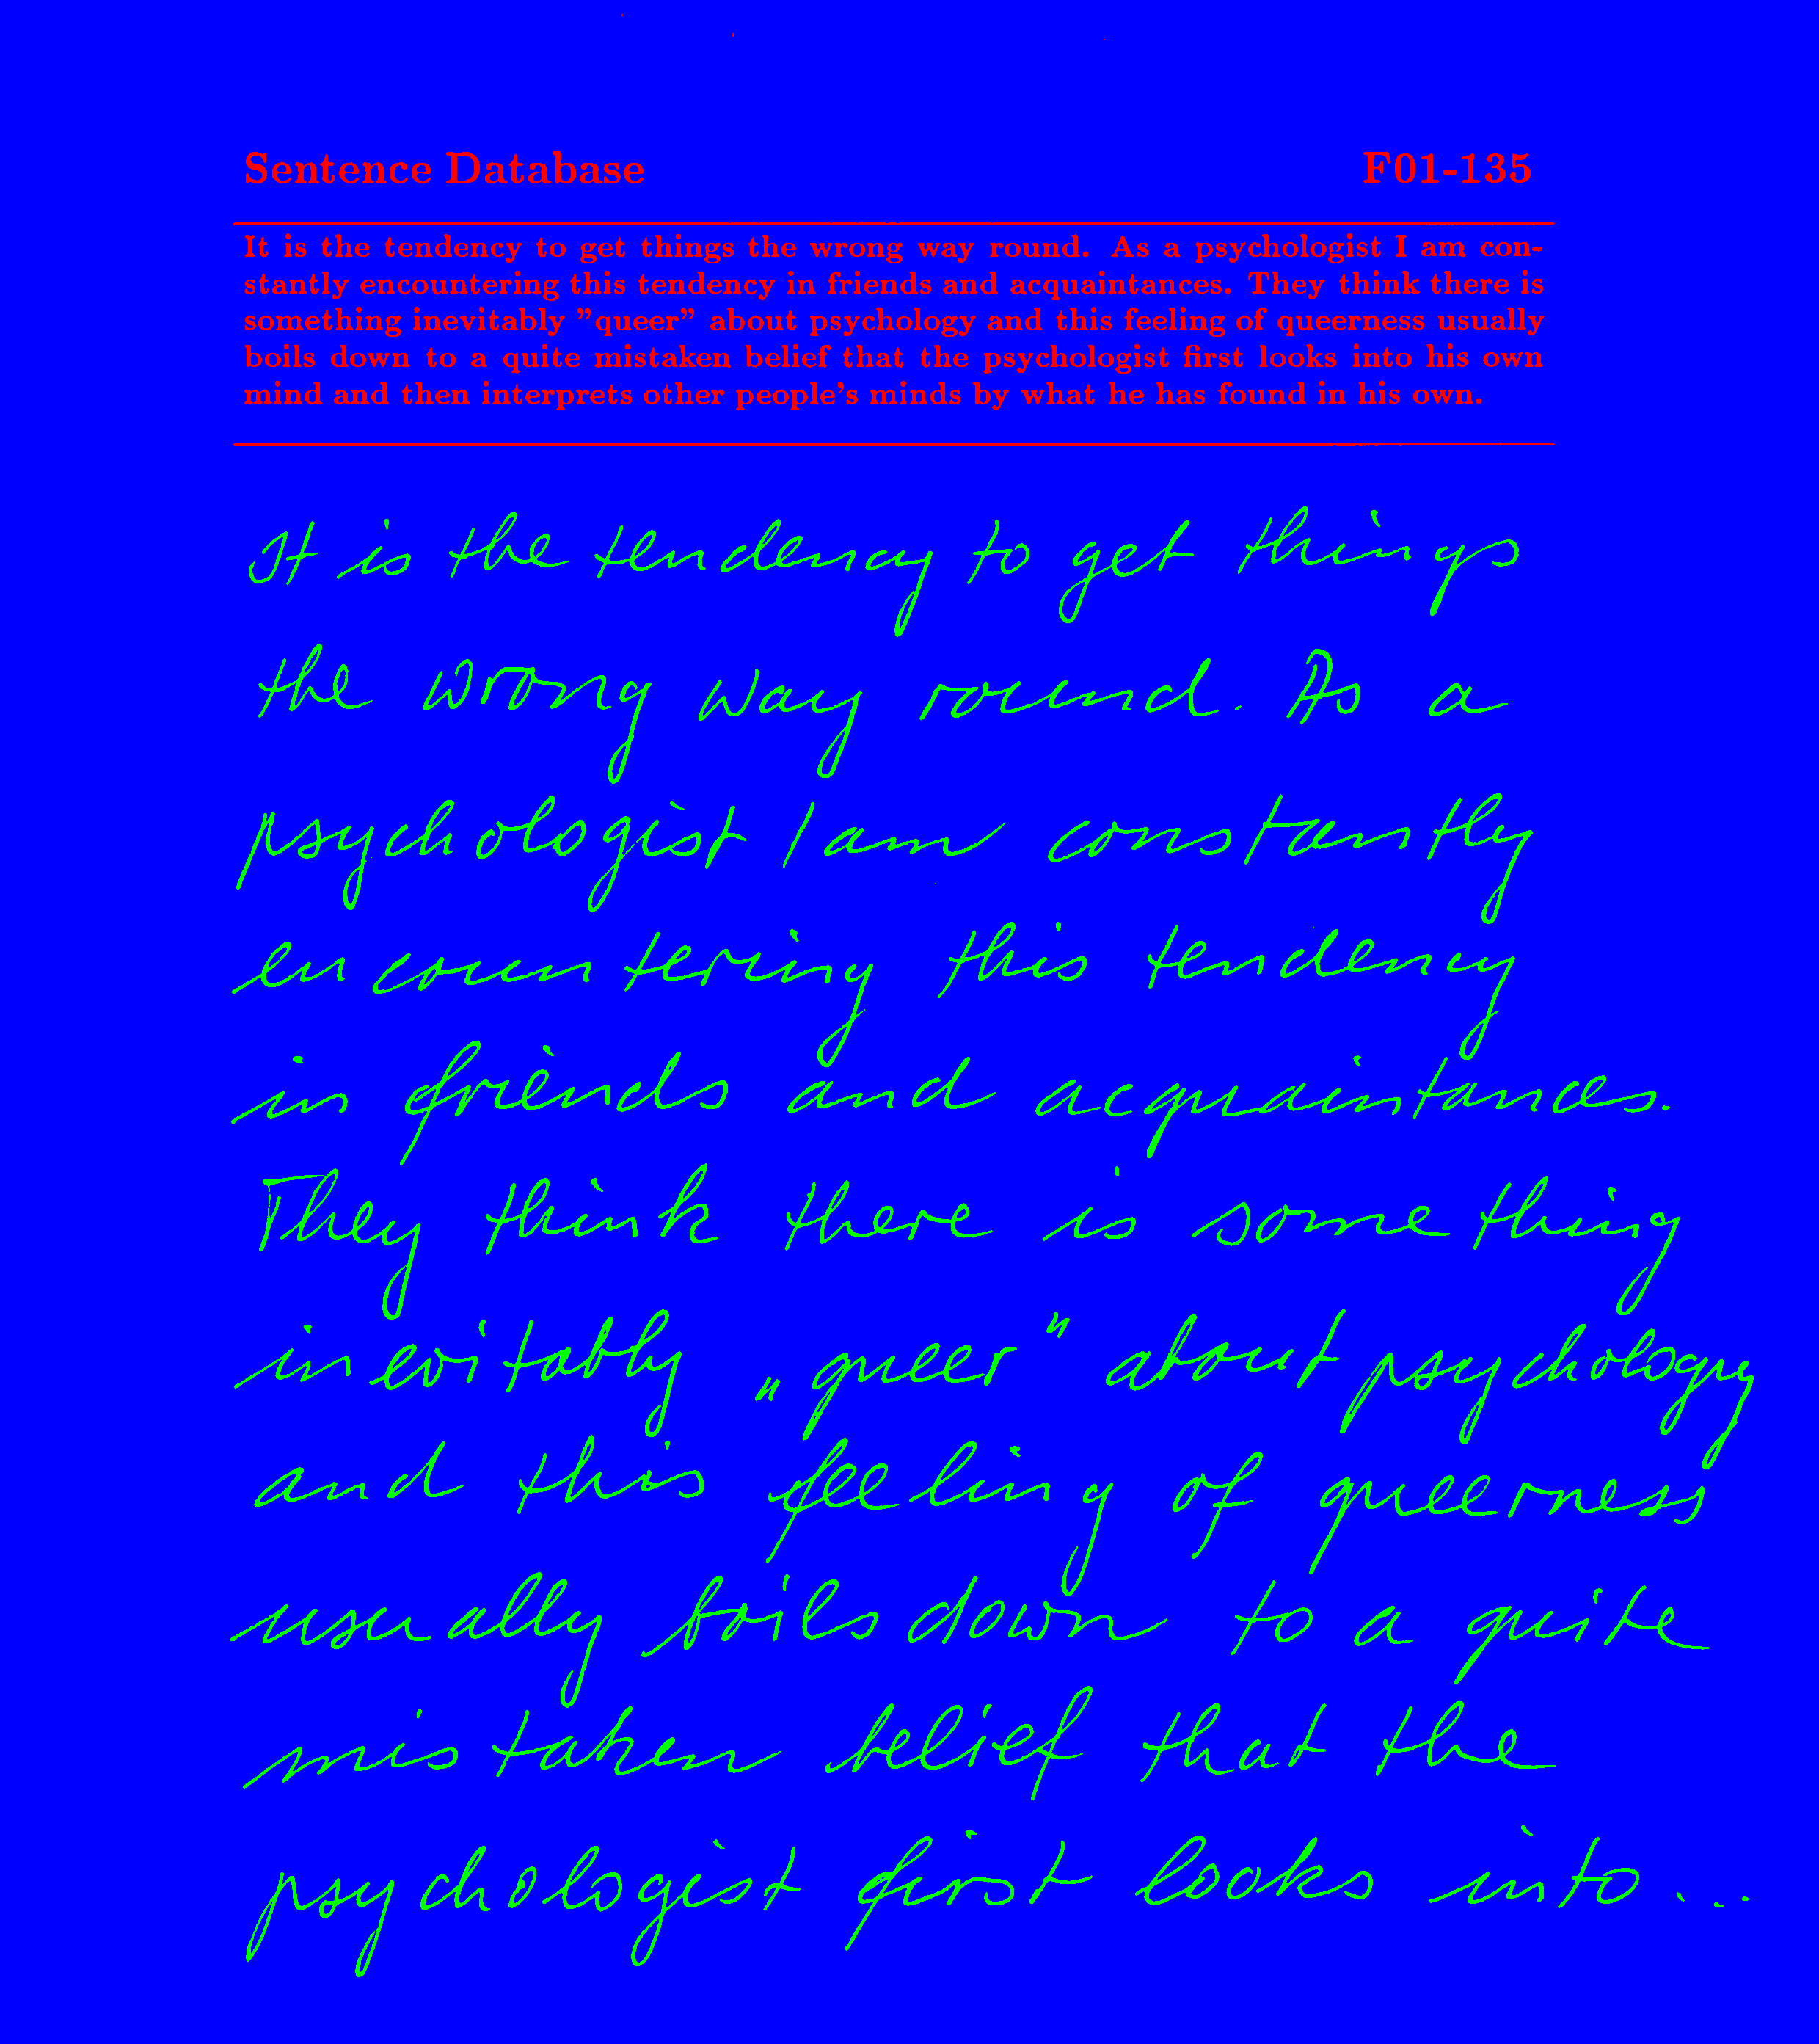 Sentence Database F01-135
It is the tendency to get things the wrong way round. As a psychologist I am con-
stantly encountering this tendency in friends and acquaintances. They think there is
something inevitably "queer" about psychology and this feeling of queerness usually
boils down to a quite mistaken belief that the psychologist first looks into his own
mind and then interprets other people's minds by what he has found in his own.
It is the tendency to get things
the wrong way round. As a
psychologist I am constantly
encountering this tendency
in friends and acquaintances.
They think there is something
inevitably „queer" about psychology
and this feeling of queerness
usually boils down to a quite
mistaken belief that the
psychologist first looks into...